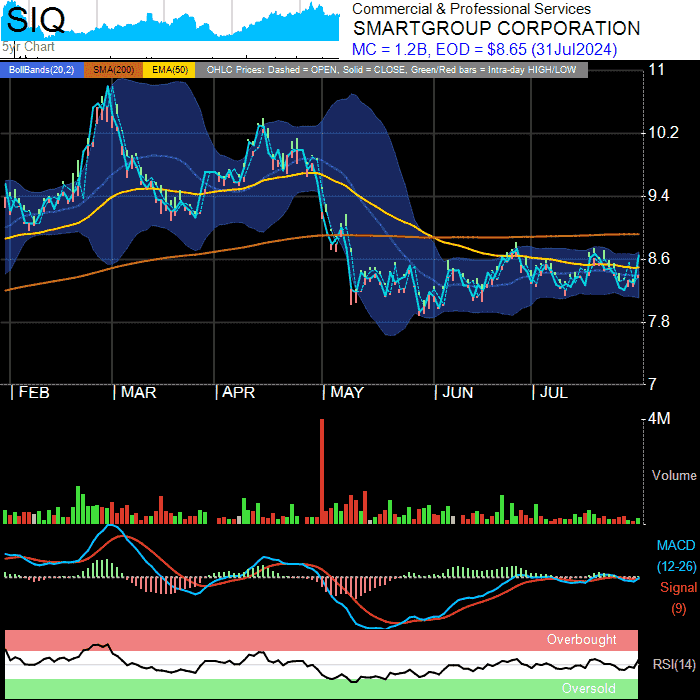 SIQ
5yr Chart
Commercial & Professional Services
SMARTGROUP CORPORATION
MC = 1.2B, EOD = $8.65 (31Jul2024)
BollBands(20,2) SMA(200) EMA(50) OHLC Prices: Dashed = OPEN, Solid = CLOSE, Green/Red bars = Intra-day HIGH/LOW
11
10.2
9.4
8.6
7.8
7
| FEB | MAR | APR | MAY | JUN | JUL
4M
Volume
MACD
(12-26)
Signal
(9)
Overbought
RSI(14)
Oversold